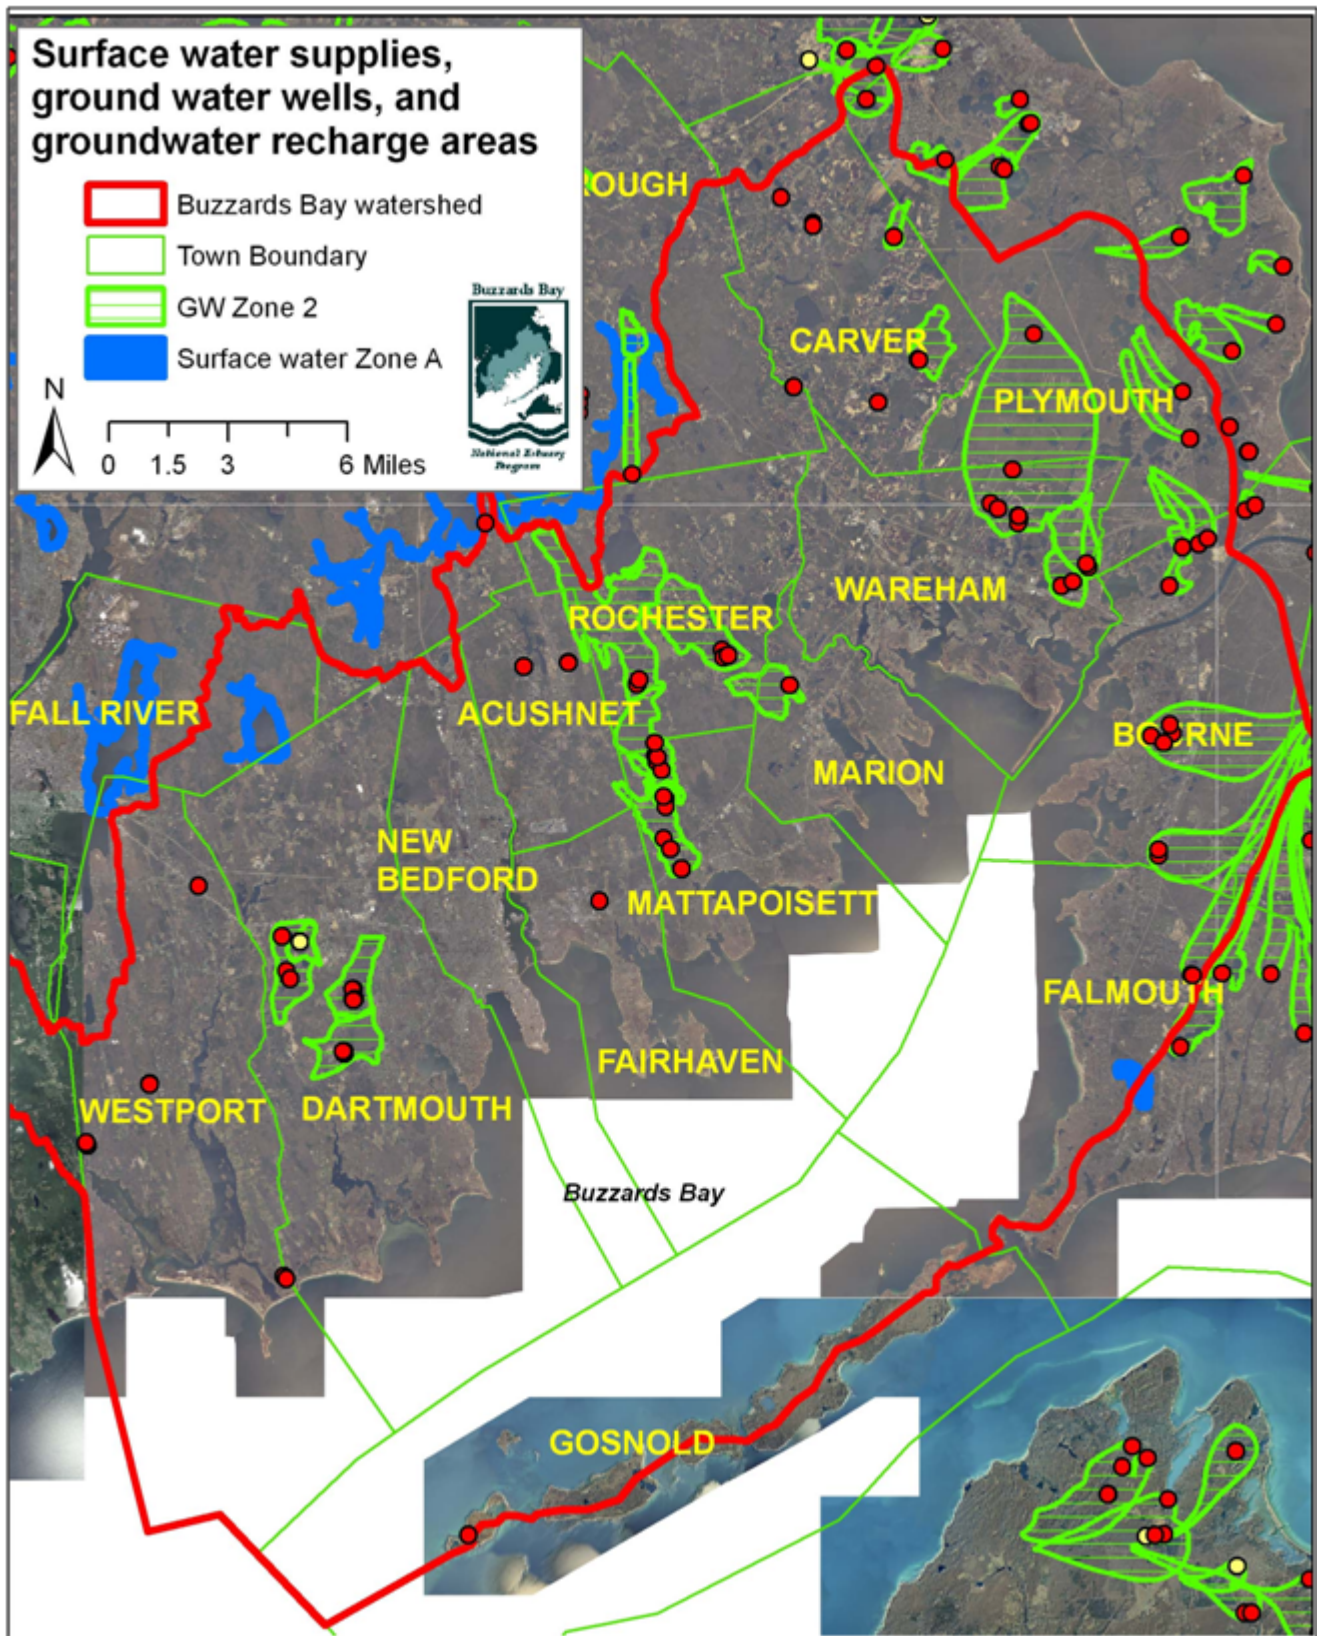 Surface water supplies,
ground water wells, and
groundwater recharge areas
Buzzards Bay watershed
Town Boundary
GW Zone 2
Surface water Zone A
N
0 1.5 3 6 Miles
Buzzards Bay
National Estuary
Program
ROUGH
CARVER
PLYMOUTH
WAREHAM
ROCHESTER
FALL RIVER
ACUSHNET
BOURNE
MARION
NEW
BEDFORD
MATTAPOISETT
FALMOUTH
FAIRHAVEN
WESTPORT
DARTMOUTH
Buzzards Bay
GOSNOLD